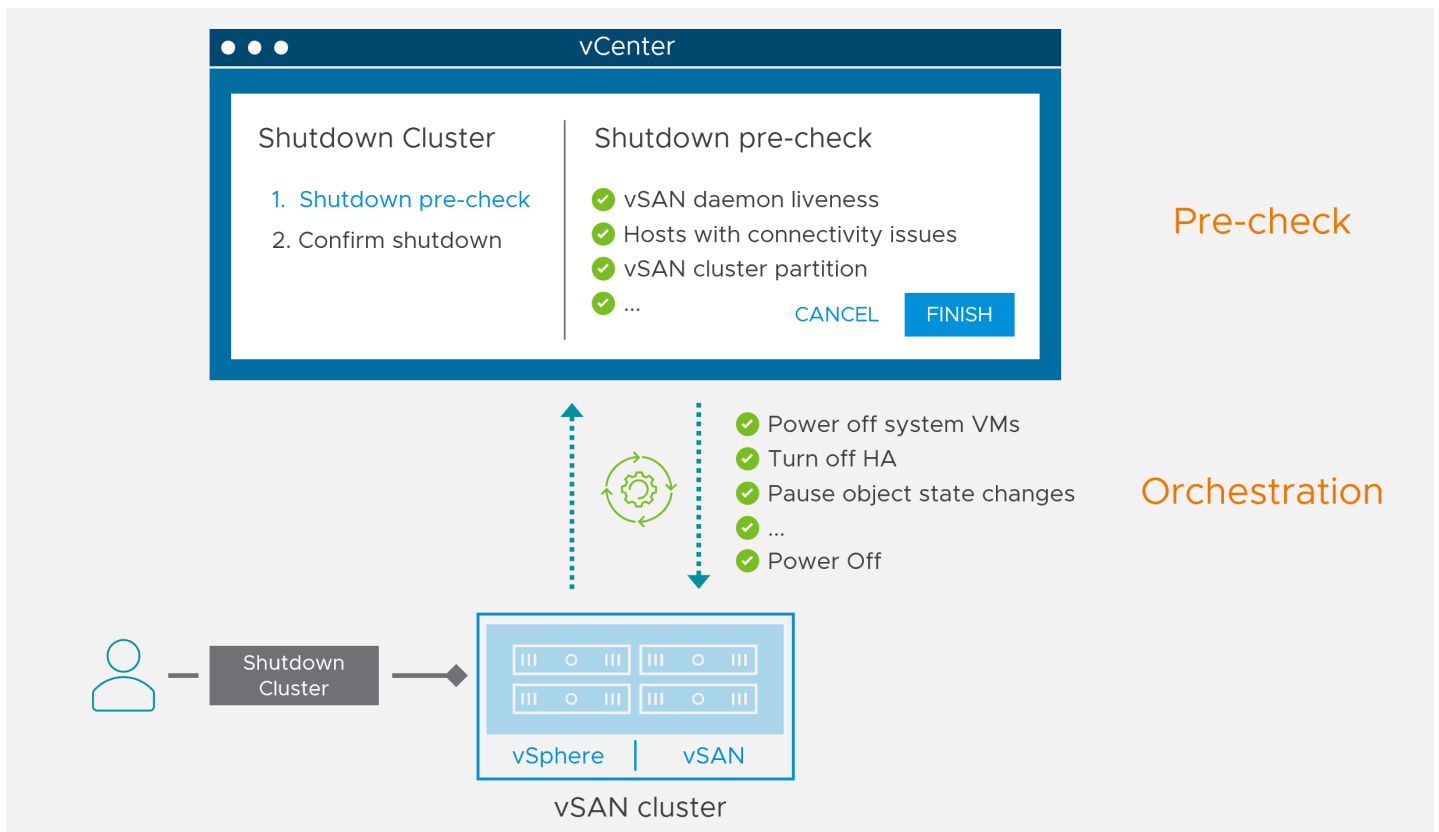 vCenter
Shutdown Cluster
1. Shutdown pre-check
2. Confirm shutdown
Shutdown pre-check
vSAN daemon liveness
Hosts with connectivity issues
vSAN cluster partition
...
CANCEL
FINISH
Pre-check
Power off system VMs
Turn off HA
Pause object state changes
...
Power Off
Orchestration
Shutdown
Cluster
vSphere
vSAN
vSAN cluster